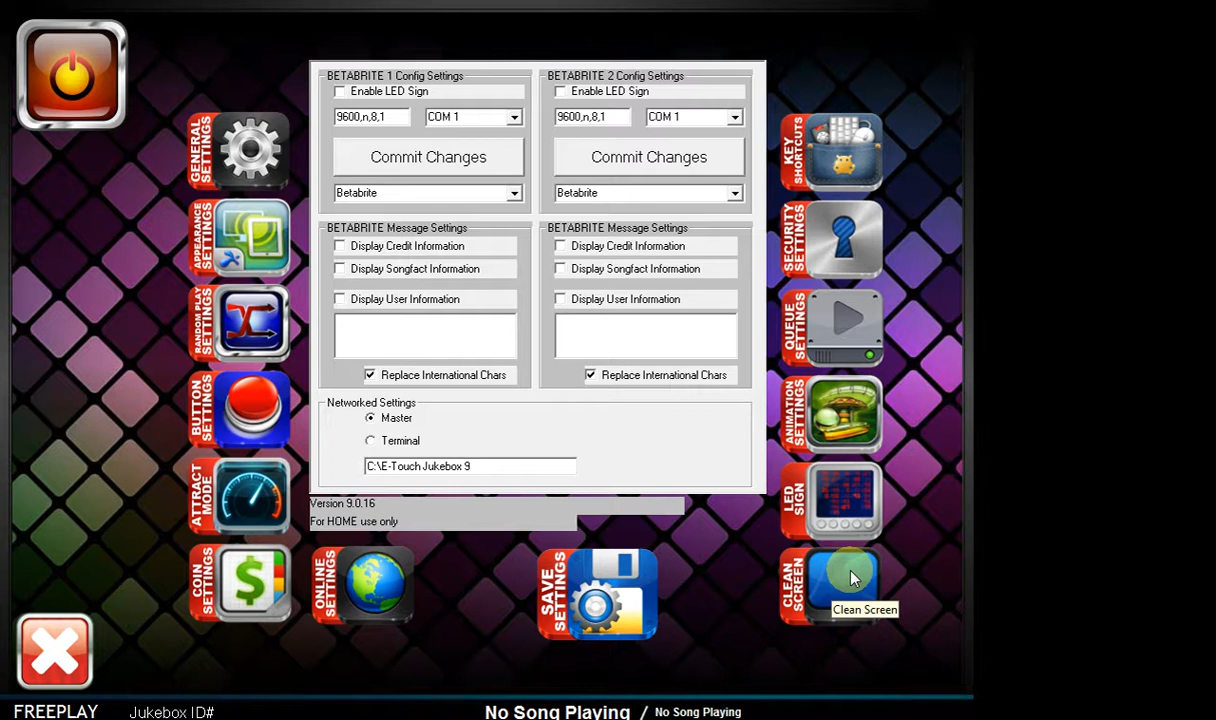 BETABRITE 1 Config Settings
Enable LED Sign
9600,n,8,1
COM 1
Commit Changes
Betabrite
BETABRITE Message Settings
Display Credit Information
Display Songfact Information
Display User Information
Replace International Chars
BETABRITE 2 Config Settings
Enable LED Sign
9600,n,8,1
COM 1
Commit Changes
Betabrite
BETABRITE Message Settings
Display Credit Information
Display Songfact Information
Display User Information
Replace International Chars
Networked Settings
Master
Terminal
C:\E-Touch Jukebox 9
Version 9.0.16
For HOME use only
GENERAL
SETTINGS
APPEARANCE
SETTINGS
RANDOM PLAY
SETTINGS
BUTTON
SETTINGS
ATTRACT
MODE
COIN
SETTINGS
ONLINE
SETTINGS
SAVE
SETTINGS
KEY
SHORTCUTS
SECURITY
SETTINGS
QUEUE
SETTINGS
ANIMATION
SETTINGS
LED
SIGN
CLEAN
SCREEN
Clean Screen
FREEPLAY
Jukebox ID#
No Song Playing / No Song Playing